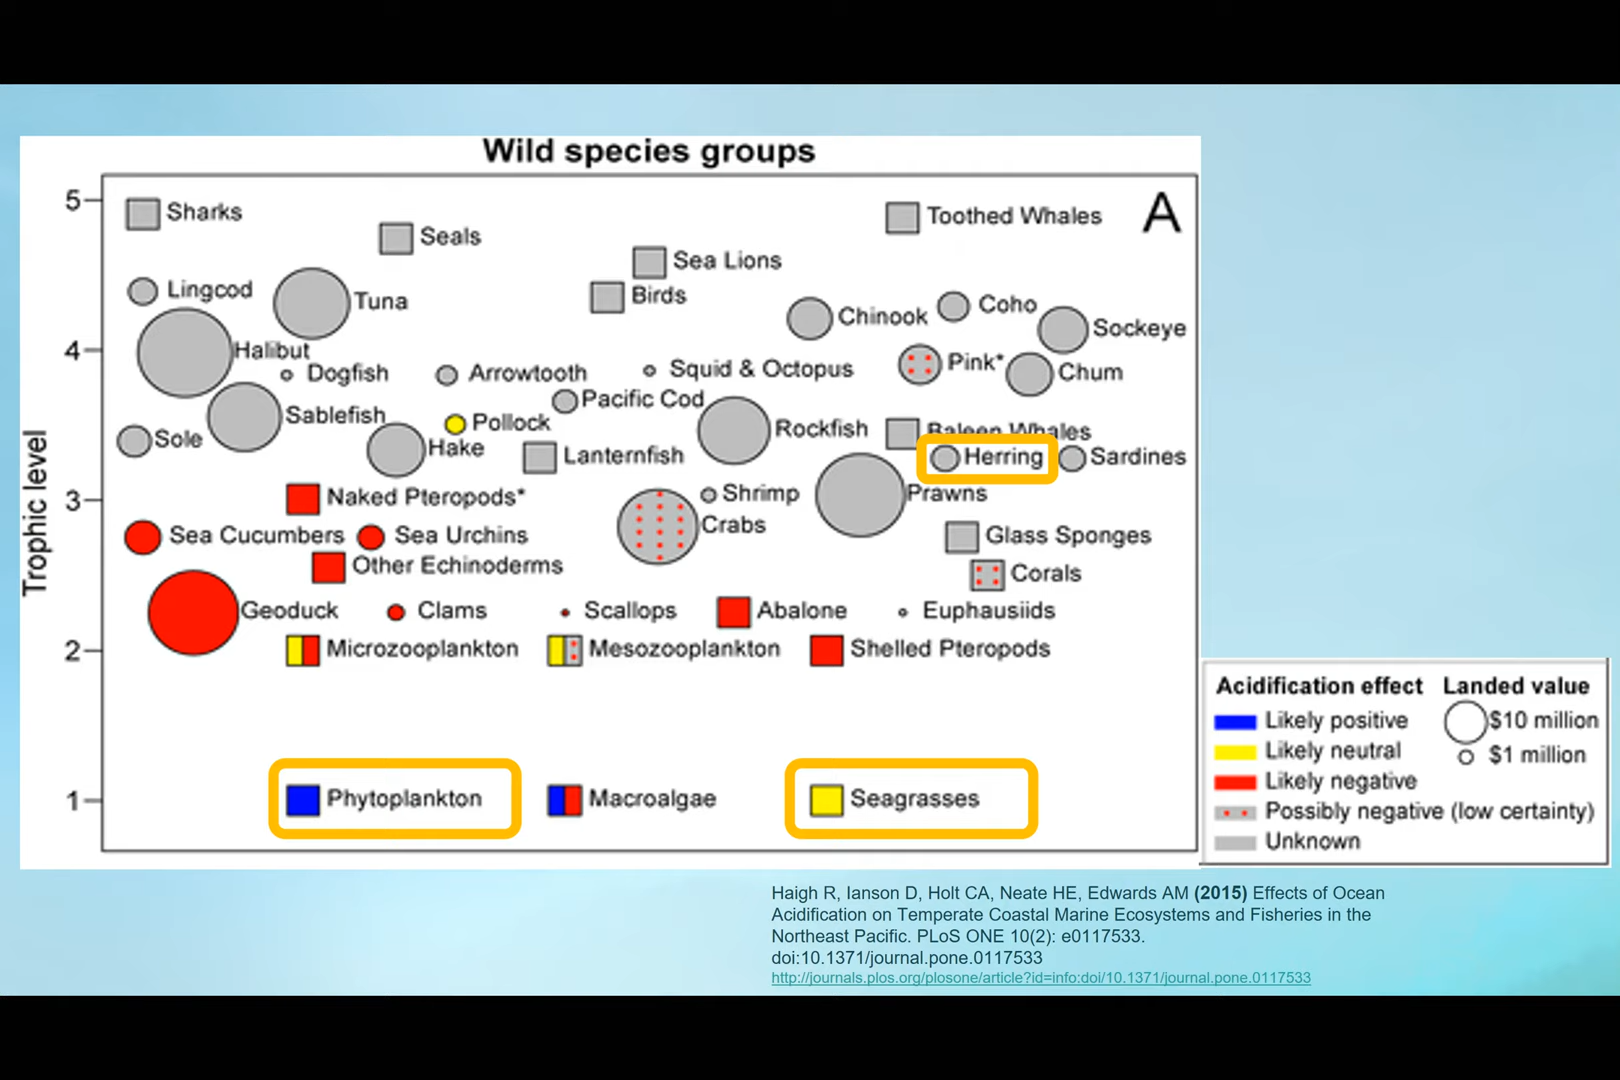 Wild species groups
A
Trophic level
5
4
3
2
1
Sharks
Toothed Whales
Seals
Sea Lions
Lingcod
Tuna
Birds
Chinook
Coho
Sockeye
Halibut
Dogfish
Arrowtooth
Squid & Octopus
Pink*
Chum
Sablefish
Pacific Cod
Pollock
Rockfish
Baleen Whales
Sole
Hake
Lanternfish
Herring
Sardines
Naked Pteropods*
Shrimp
Prawns
Sea Cucumbers
Sea Urchins
Crabs
Glass Sponges
Other Echinoderms
Corals
Geoduck
Clams
Scallops
Abalone
Euphausiids
Microzooplankton
Mesozooplankton
Shelled Pteropods
Phytoplankton
Macroalgae
Seagrasses
Acidification effect
Likely positive
Likely neutral
Likely negative
Possibly negative (low certainty)
Unknown
Landed value
$10 million
$1 million
Haigh R, Ianson D, Holt CA, Neate HE, Edwards AM (2015) Effects of Ocean
Acidification on Temperate Coastal Marine Ecosystems and Fisheries in the
Northeast Pacific. PLoS ONE 10(2): e0117533.
doi:10.1371/journal.pone.0117533
http://journals.plos.org/plosone/article?id=info:doi/10.1371/journal.pone.0117533